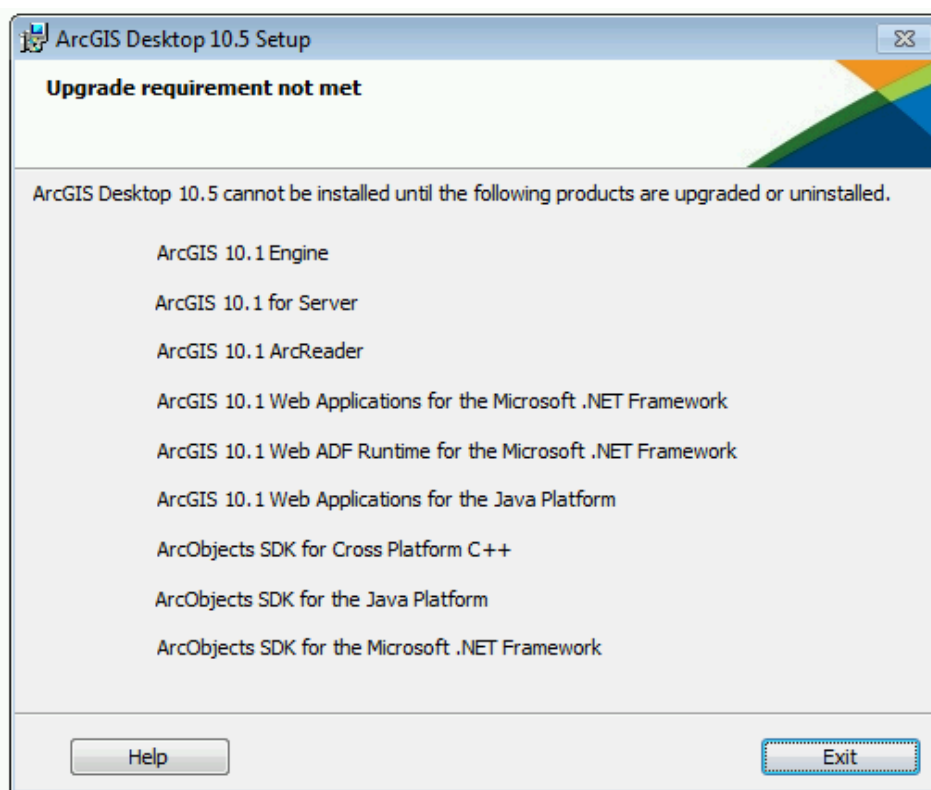 ArcGIS Desktop 10.5 Setup
Upgrade requirement not met
ArcGIS Desktop 10.5 cannot be installed until the following products are upgraded or uninstalled.
ArcGIS 10.1 Engine
ArcGIS 10.1 for Server
ArcGIS 10.1 ArcReader
ArcGIS 10.1 Web Applications for the Microsoft .NET Framework
ArcGIS 10.1 Web ADF Runtime for the Microsoft .NET Framework
ArcGIS 10.1 Web Applications for the Java Platform
ArcObjects SDK for Cross Platform C++
ArcObjects SDK for the Java Platform
ArcObjects SDK for the Microsoft .NET Framework
Help Exit